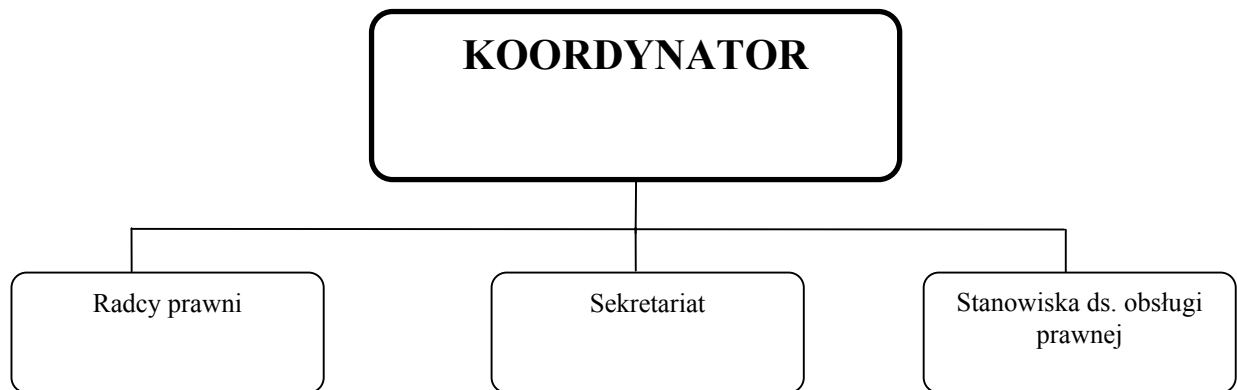 KOORDYNATOR
Radcy prawni
Sekretariat
Stanowiska ds. obsługi
prawnej